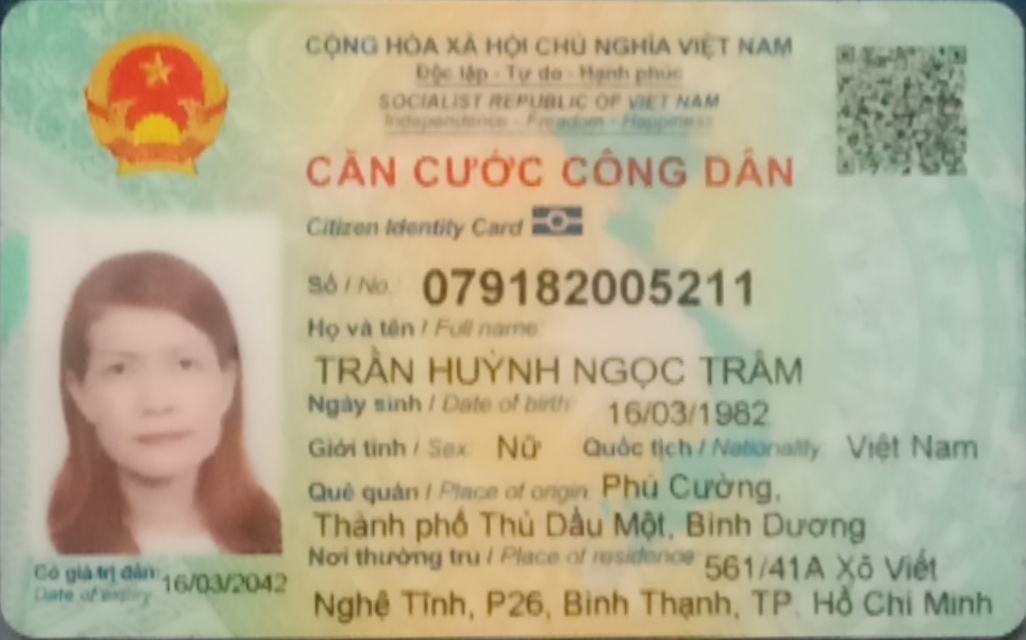 CỘNG HÒA XÃ HỘI CHỦ NGHĨA VIỆT NAM
Độc lập - Tự do - Hạnh phúc
SOCIALIST REPUBLIC OF VIET NAM
Independence - Freedom - Happiness
CĂN CƯỚC CÔNG DÂN
Citizen Identity Card
Số / No.: 079182005211
Họ và tên / Full name:
TRẦN HUỲNH NGỌC TRÂM
Ngày sinh / Date of birth: 16/03/1982
Giới tính / Sex: Nữ Quốc tịch / Nationality: Việt Nam
Quê quán / Place of origin: Phú Cường,
Thành phố Thủ Dầu Một, Bình Dương
Nơi thường trú / Place of residence: 561/41A Xô Viết
Nghệ Tĩnh, P26, Bình Thạnh, TP. Hồ Chí Minh
Có giá trị đến: 16/03/2042
Date of expiry